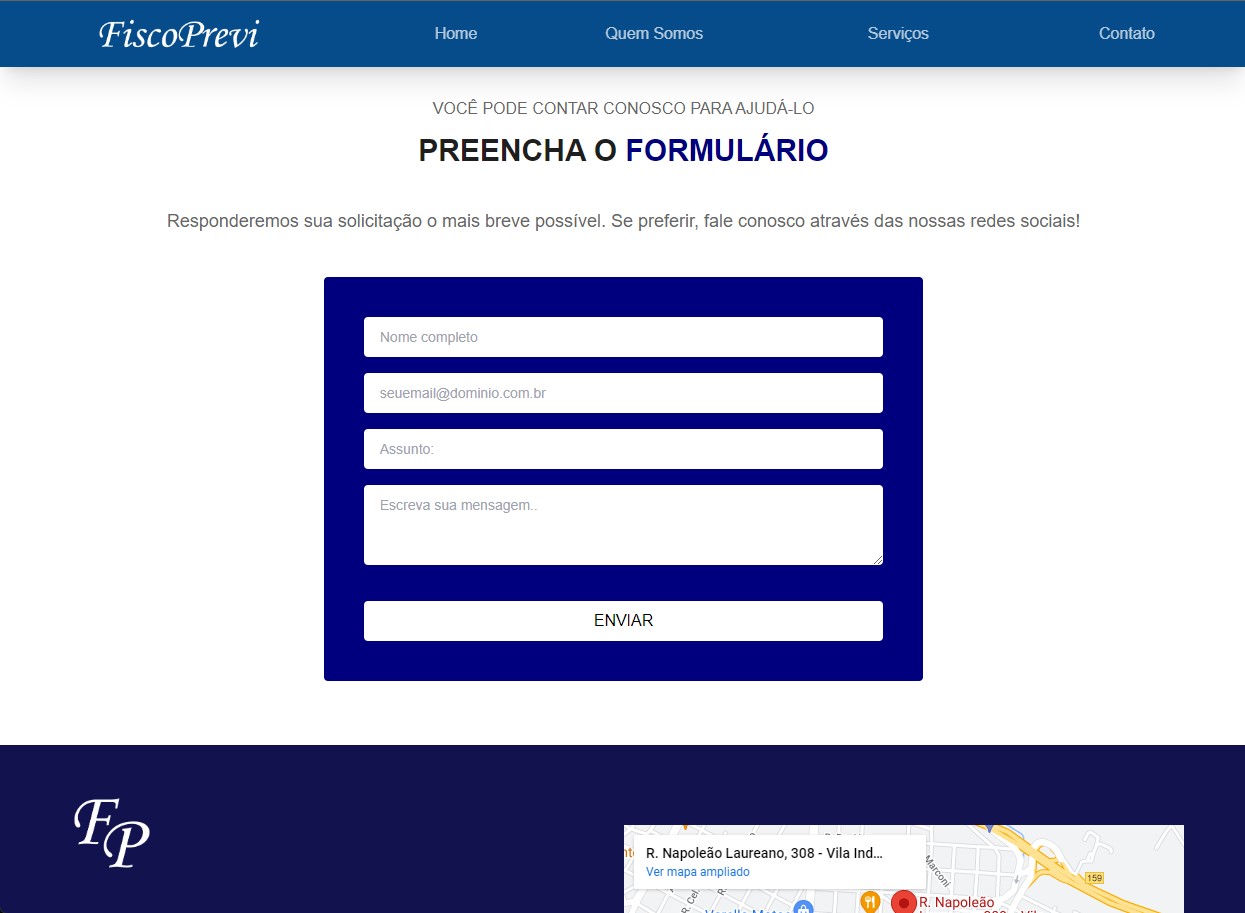 FiscoPrevi
Home
Quem Somos
Serviços
Contato
VOCÊ PODE CONTAR CONOSCO PARA AJUDÁ-LO
PREENCHA O FORMULÁRIO
Responderemos sua solicitação o mais breve possível. Se preferir, fale conosco através das nossas redes sociais!
Nome completo
seuemail@dominio.com.br
Assunto:
Escreva sua mensagem..
ENVIAR
FP
R. Napoleão Laureano, 308 - Vila Ind...
Ver mapa ampliado
Marconi
159
R. Cel.
R. Napoleão